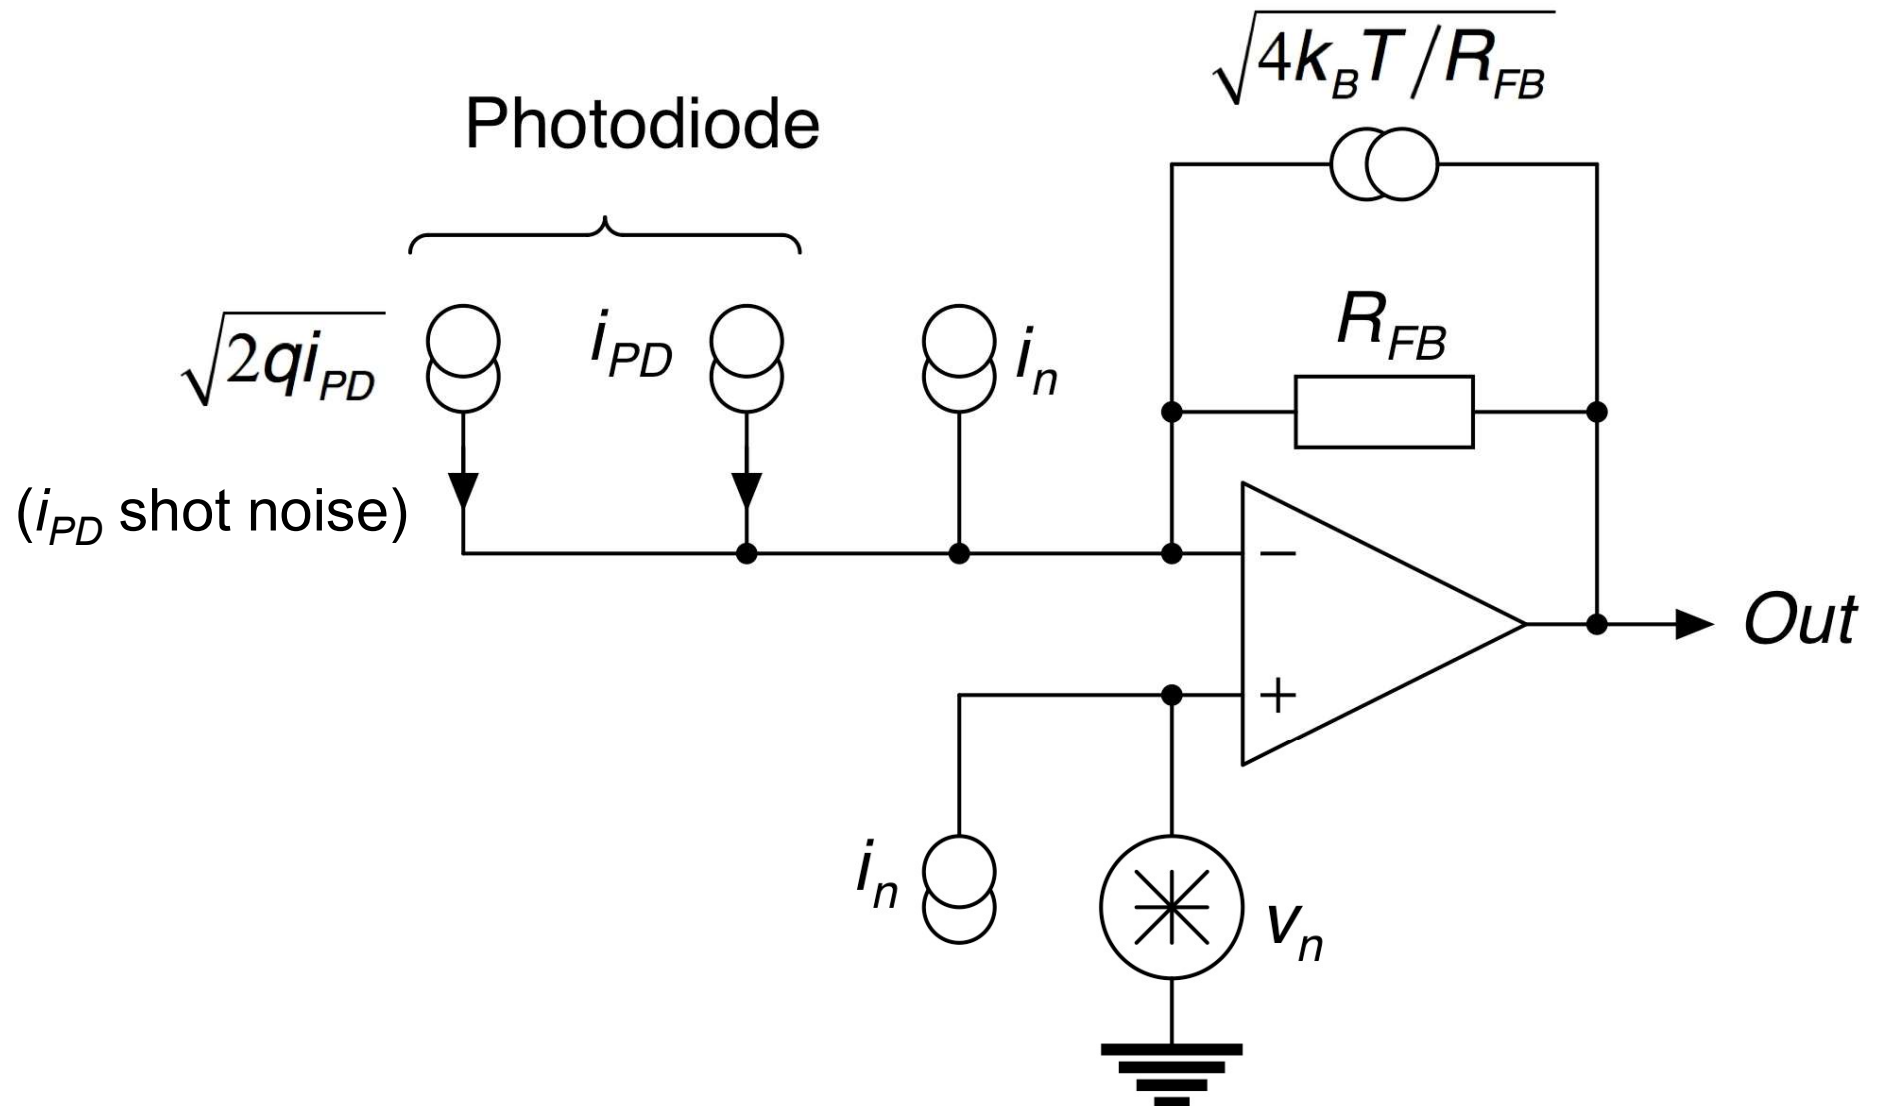 √4k_BT/R_FB
Photodiode
√2qi_PD
i_PD
i_n
R_FB
(i_PD shot noise)
−
+
Out
i_n
v_n